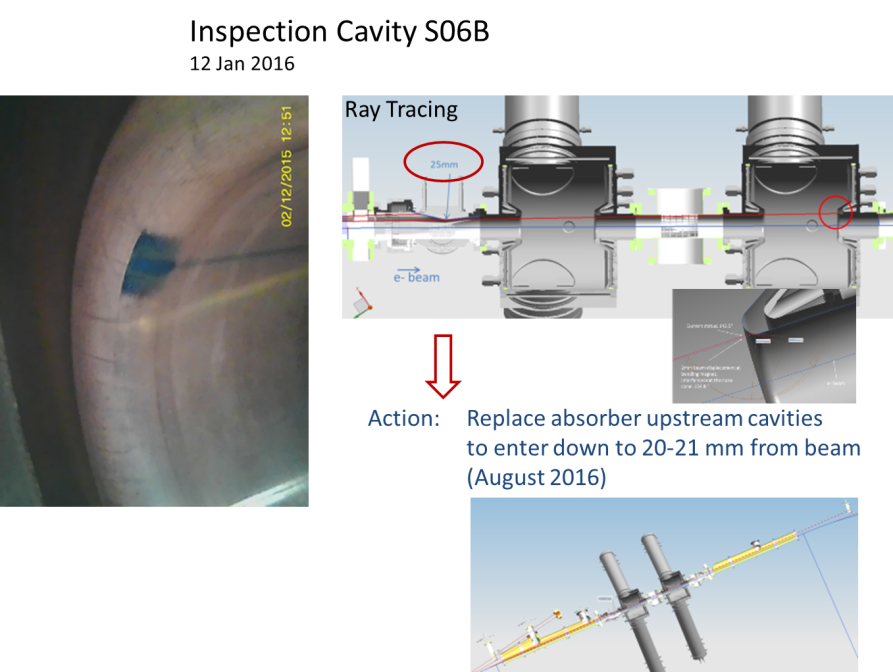 Inspection Cavity S06B
12 Jan 2016
02/12/2015 12:51
Ray Tracing
25mm
e- beam
Action: Replace absorber upstream cavities
to enter down to 20-21 mm from beam
(August 2016)